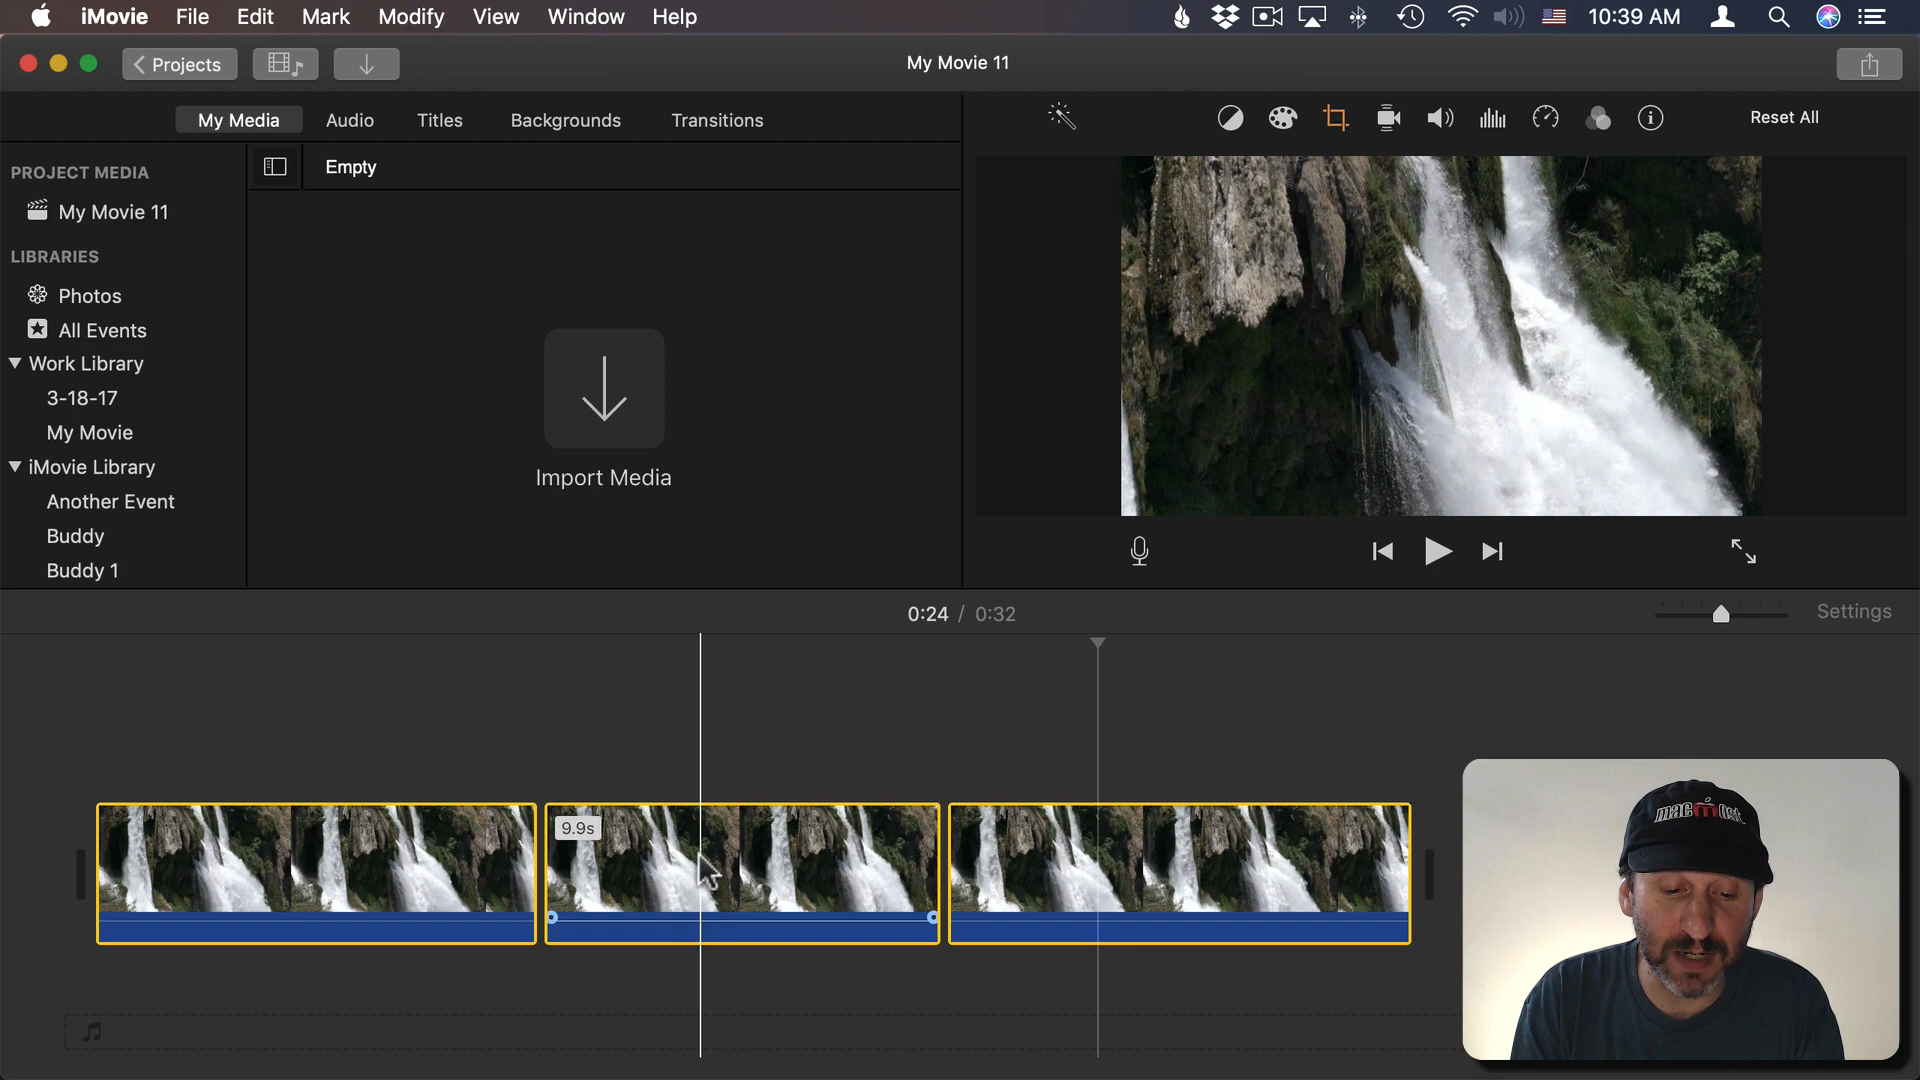 iMovie File Edit Mark Modify View Window Help 10:39 AM
Projects
My Movie 11
My Media Audio Titles Backgrounds Transitions
Reset All
PROJECT MEDIA
Empty
My Movie 11
LIBRARIES
Photos
All Events
Work Library
3-18-17
My Movie
iMovie Library
Another Event
Buddy
Buddy 1
Import Media
0:24 / 0:32
Settings
9.9s
macmost